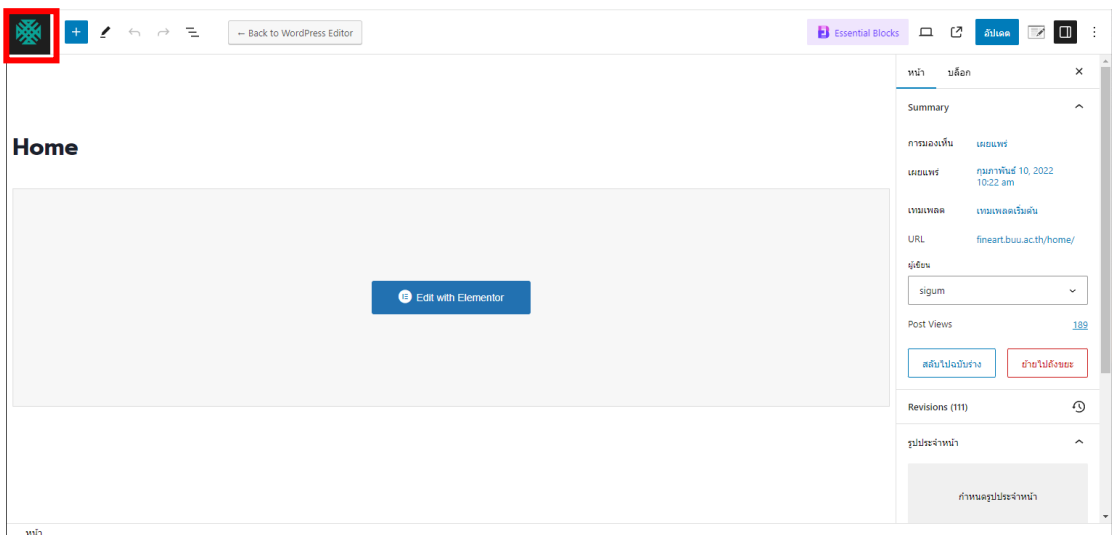 ← Back to WordPress Editor
Essential Blocks
อัปเดต
หน้า บล็อก
Summary
Home
การมองเห็น เผยแพร่
เผยแพร่ กุมภาพันธ์ 10, 2022
10:22 am
เทมเพลต เทมเพลตเริ่มต้น
URL fineart.buu.ac.th/home/
ผู้เขียน
sigum
Edit with Elementor
Post Views 189
สลับไปฉบับร่าง ย้ายไปถังขยะ
Revisions (111)
รูปประจำหน้า
กำหนดรูปประจำหน้า
หน้า